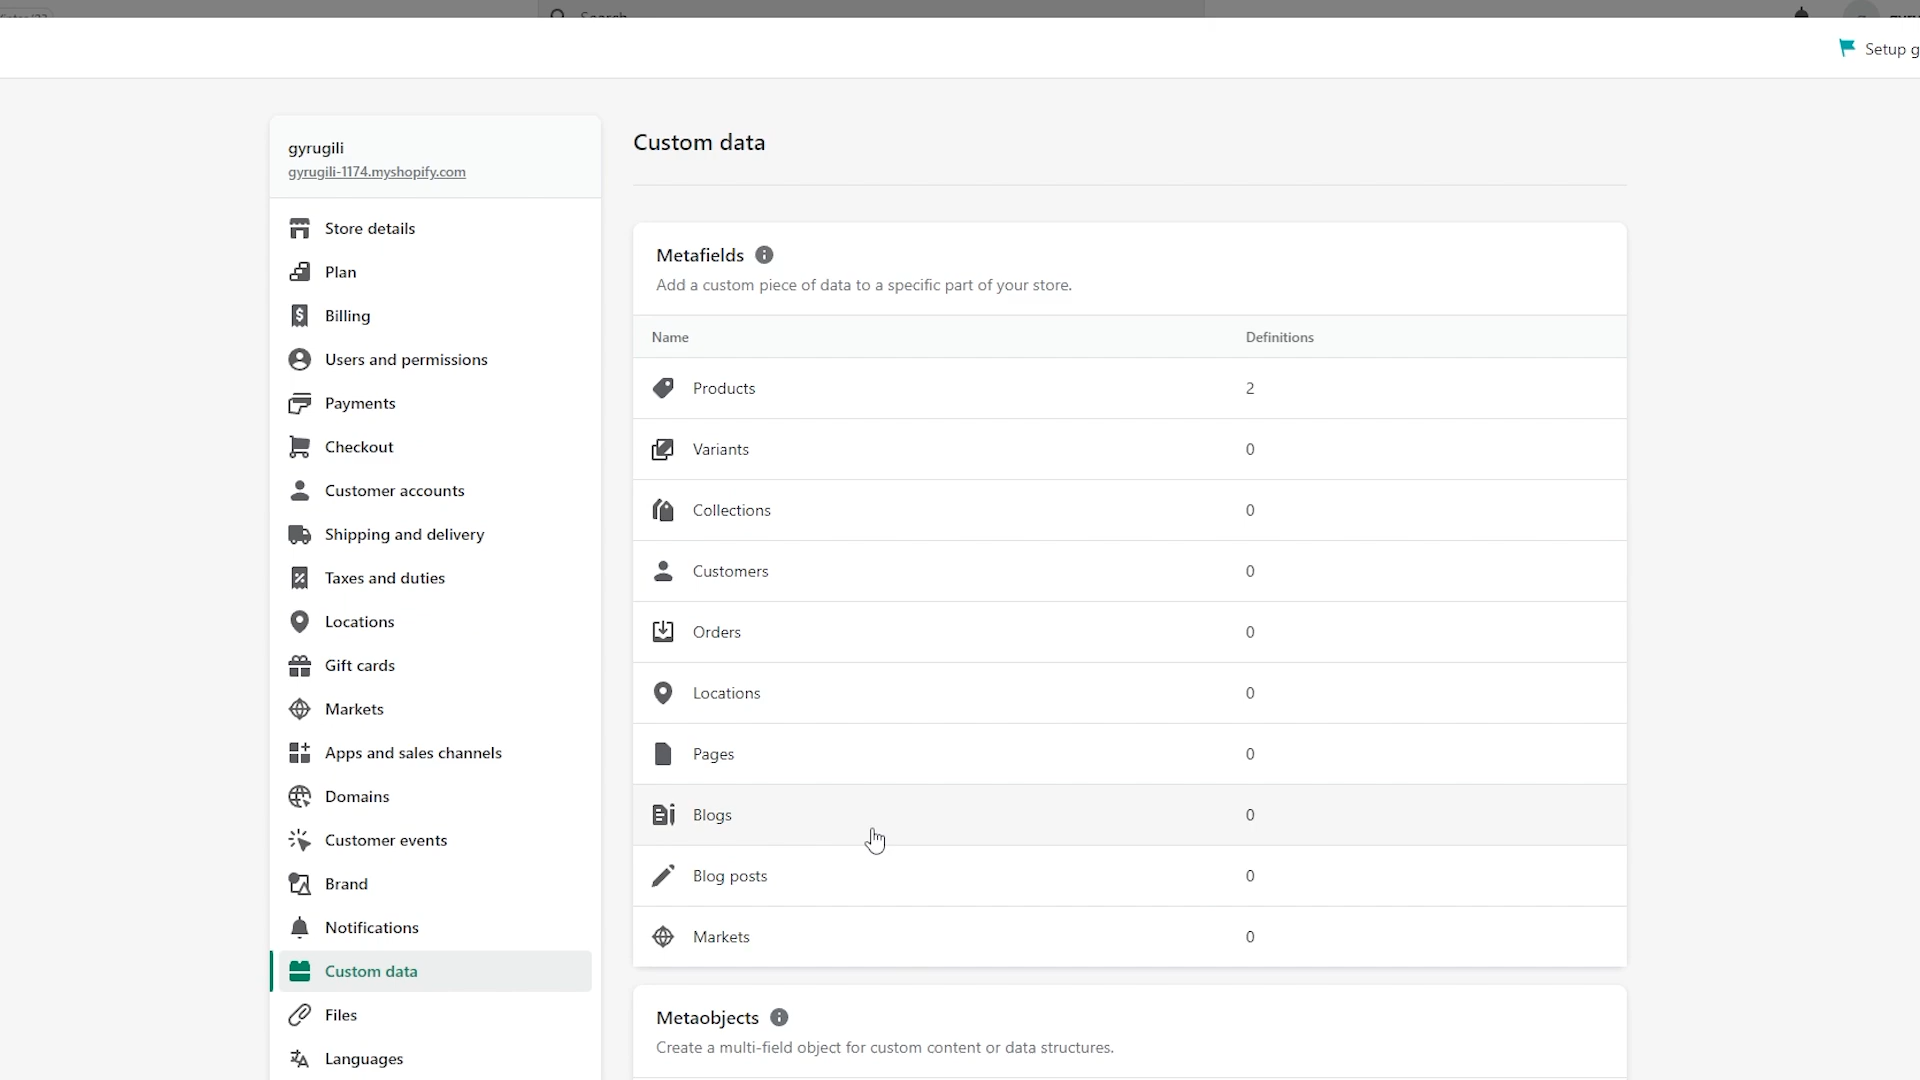 Search
Setup g
gyrugili
gyrugili-1174.myshopify.com
Store details
Plan
Billing
Users and permissions
Payments
Checkout
Customer accounts
Shipping and delivery
Taxes and duties
Locations
Gift cards
Markets
Apps and sales channels
Domains
Customer events
Brand
Notifications
Custom data
Files
Languages
Custom data
Metafields
Add a custom piece of data to a specific part of your store.
Name Definitions
Products 2
Variants 0
Collections 0
Customers 0
Orders 0
Locations 0
Pages 0
Blogs 0
Blog posts 0
Markets 0
Metaobjects
Create a multi-field object for custom content or data structures.